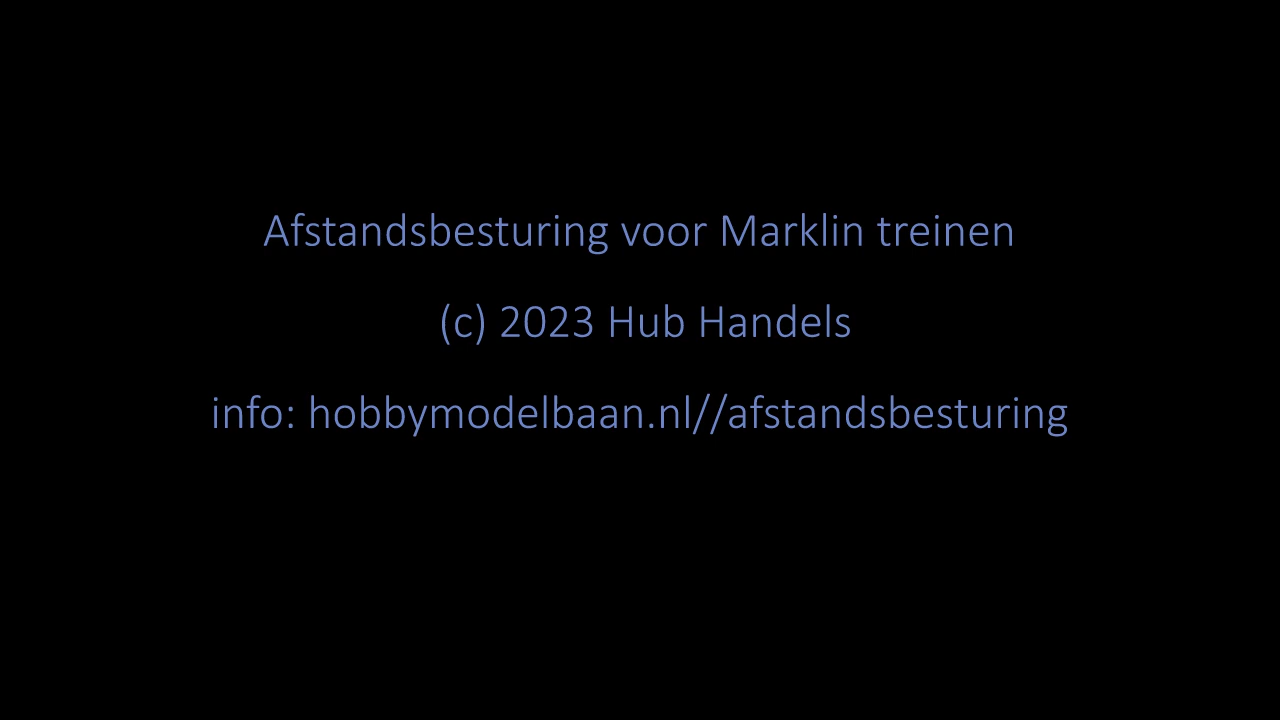 Afstandsbesturing voor Marklin treinen
(c) 2023 Hub Handels
info: hobbymodelbaan.nl//afstandsbesturing